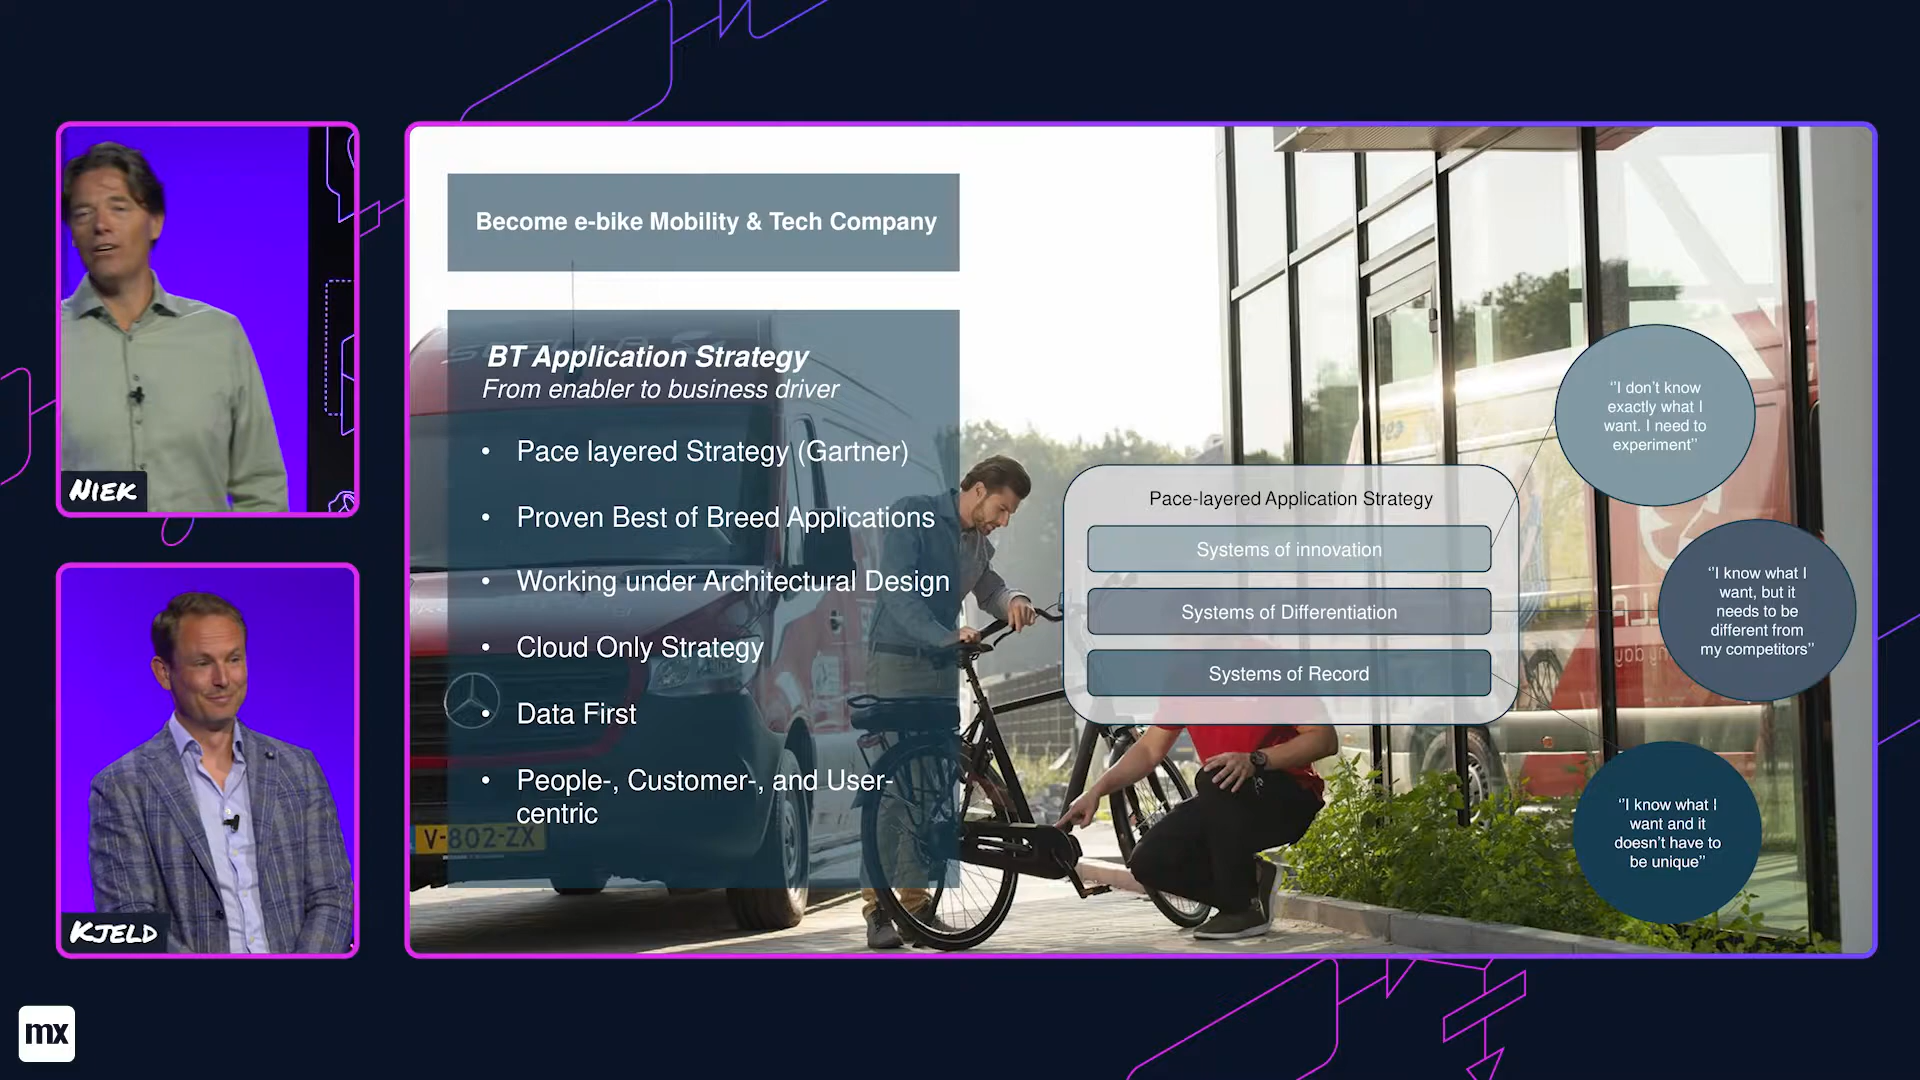 Become e-bike Mobility & Tech Company
BT Application Strategy
From enabler to business driver
• Pace layered Strategy (Gartner)
• Proven Best of Breed Applications
• Working under Architectural Design
• Cloud Only Strategy
• Data First
• People-, Customer-, and User-
centric
V-802-ZX
Pace-layered Application Strategy
Systems of innovation
Systems of Differentiation
Systems of Record
‘’I don’t know
exactly what I
want. I need to
experiment’’
‘’I know what I
want, but it
needs to be
different from
my competitors’’
‘’I know what I
want and it
doesn’t have to
be unique’’
Niek
Kjeld
mx